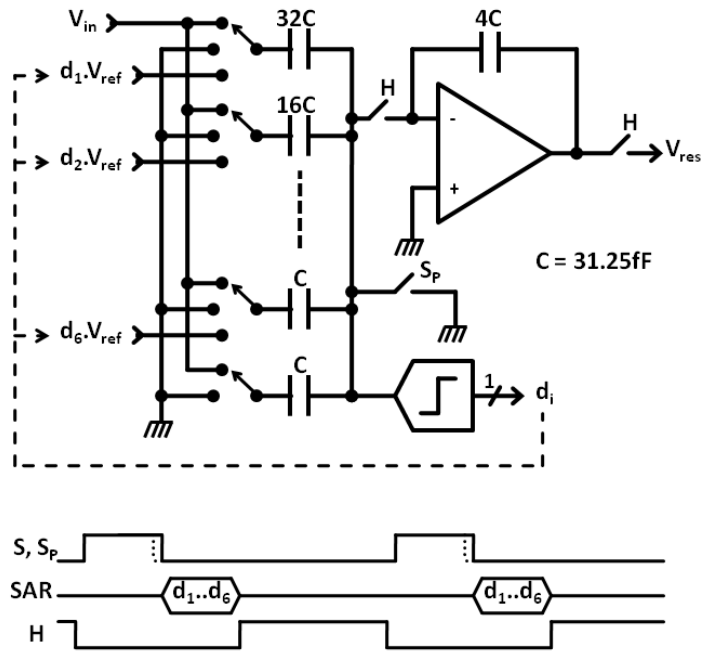 Vin
32C
4C
d1.Vref
H
16C
-
H
Vres
d2.Vref
+
C = 31.25fF
C
SP
d6.Vref
C
1
di
S, SP
SAR
d1..d6
d1..d6
H